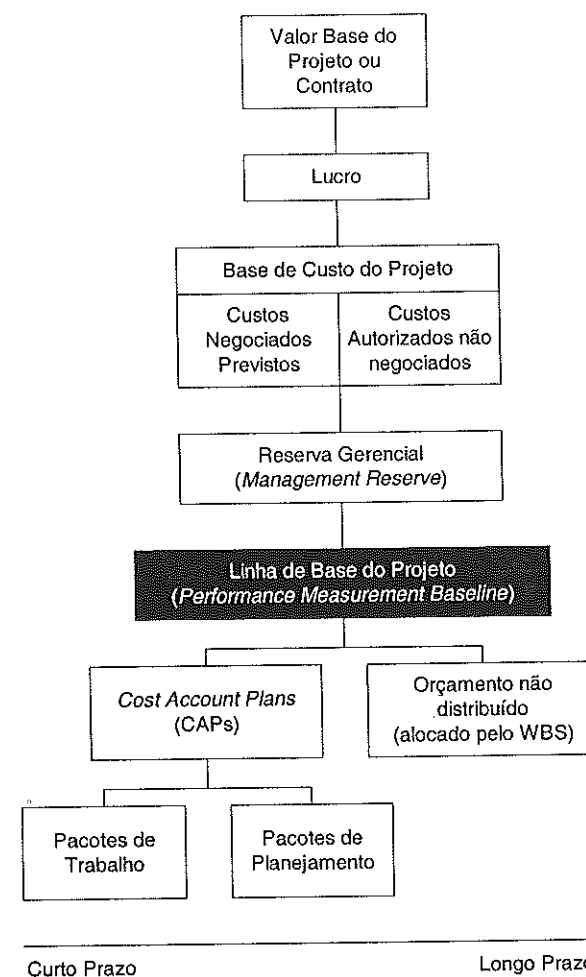 Valor Base do
Projeto ou
Contrato
Lucro
Base de Custo do Projeto
Custos
Negociados
Previstos
Custos
Autorizados não
negociados
Reserva Gerencial
(Management Reserve)
Linha de Base do Projeto
(Performance Measurement Baseline)
Cost Account Plans
(CAPs)
Orçamento não
distribuído
(alocado pelo WBS)
Pacotes de
Trabalho
Pacotes de
Planejamento
Curto Prazo
Longo Prazo